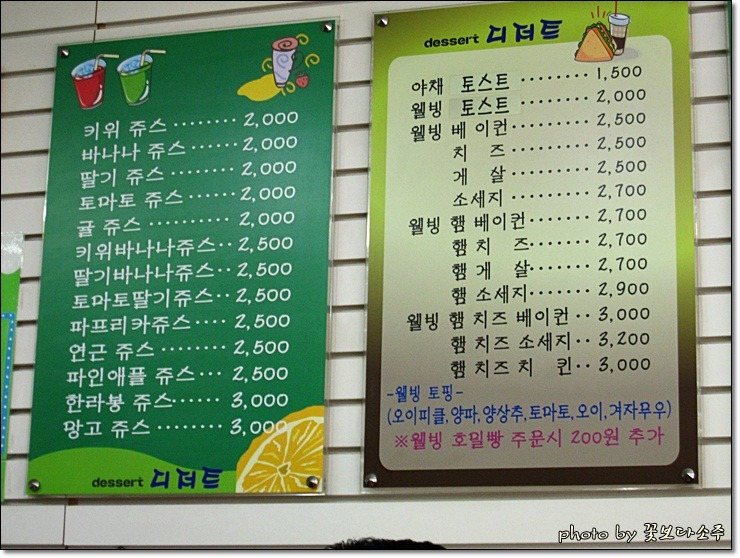 키위 쥬스 ········ 2,000
바나나 쥬스 ······· 2,000
딸기 쥬스 ········ 2,000
토마토 쥬스 ······· 2,000
귤 쥬스 ········· 2,000
키위바나나쥬스 ·· 2,500
딸기바나나쥬스 ·· 2,500
토마토딸기쥬스 ·· 2,500
파프리카쥬스 ····· 2,500
연근 쥬스 ········ 2,500
파인애플 쥬스 ···· 2,500
한라봉 쥬스 ······ 3,000
망고 쥬스 ········ 3,000
dessert 디저트
dessert 디저트
야채 토스트 ········· 1,500
웰빙 토스트 ········· 2,000
웰빙 베이컨 ········· 2,500
치 즈 ········· 2,500
게 살 ········· 2,500
소세지 ········· 2,700
웰빙 햄 베이컨 ······· 2,700
햄 치 즈 ······· 2,700
햄 게 살 ······· 2,700
햄 소세지 ······· 2,900
웰빙 햄 치즈 베이컨 ·· 3,000
햄 치즈 소세지 ·· 3,200
햄 치즈 치 킨 ·· 3,000
-웰빙 토핑-
(오이피클,양파,양상추,토마토,오이,겨자무우)
※웰빙 호밀빵 주문시 200원 추가
photo by 꽃보다소주